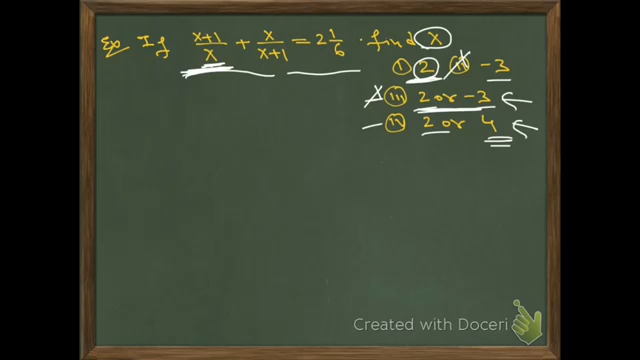 Ex If (x+1)/x + x/(x+1) = 2 1/6 . find x
(i) 2 (ii) -3
(iii) 2 or -3
(iv) 2 or 4
Created with Doceri